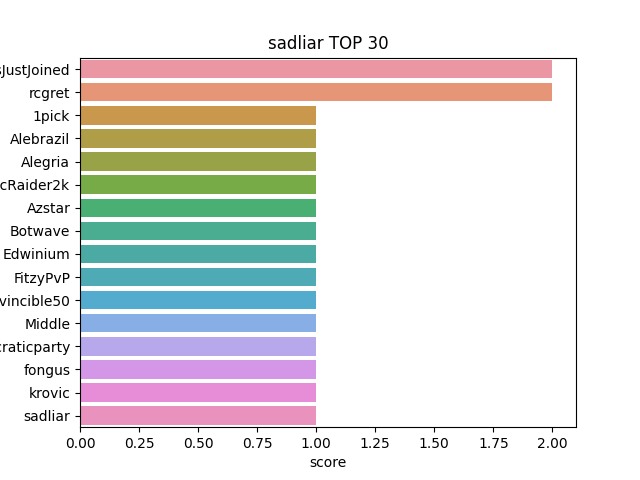 sadliar TOP 30
JustJoined
rcgret
1pick
Alebrazil
Alegria
cRaider2k
Azstar
Botwave
Edwinium
FitzyPvP
vincible50
Middle
raticparty
fongus
krovic
sadliar
0.00 0.25 0.50 0.75 1.00 1.25 1.50 1.75 2.00
score